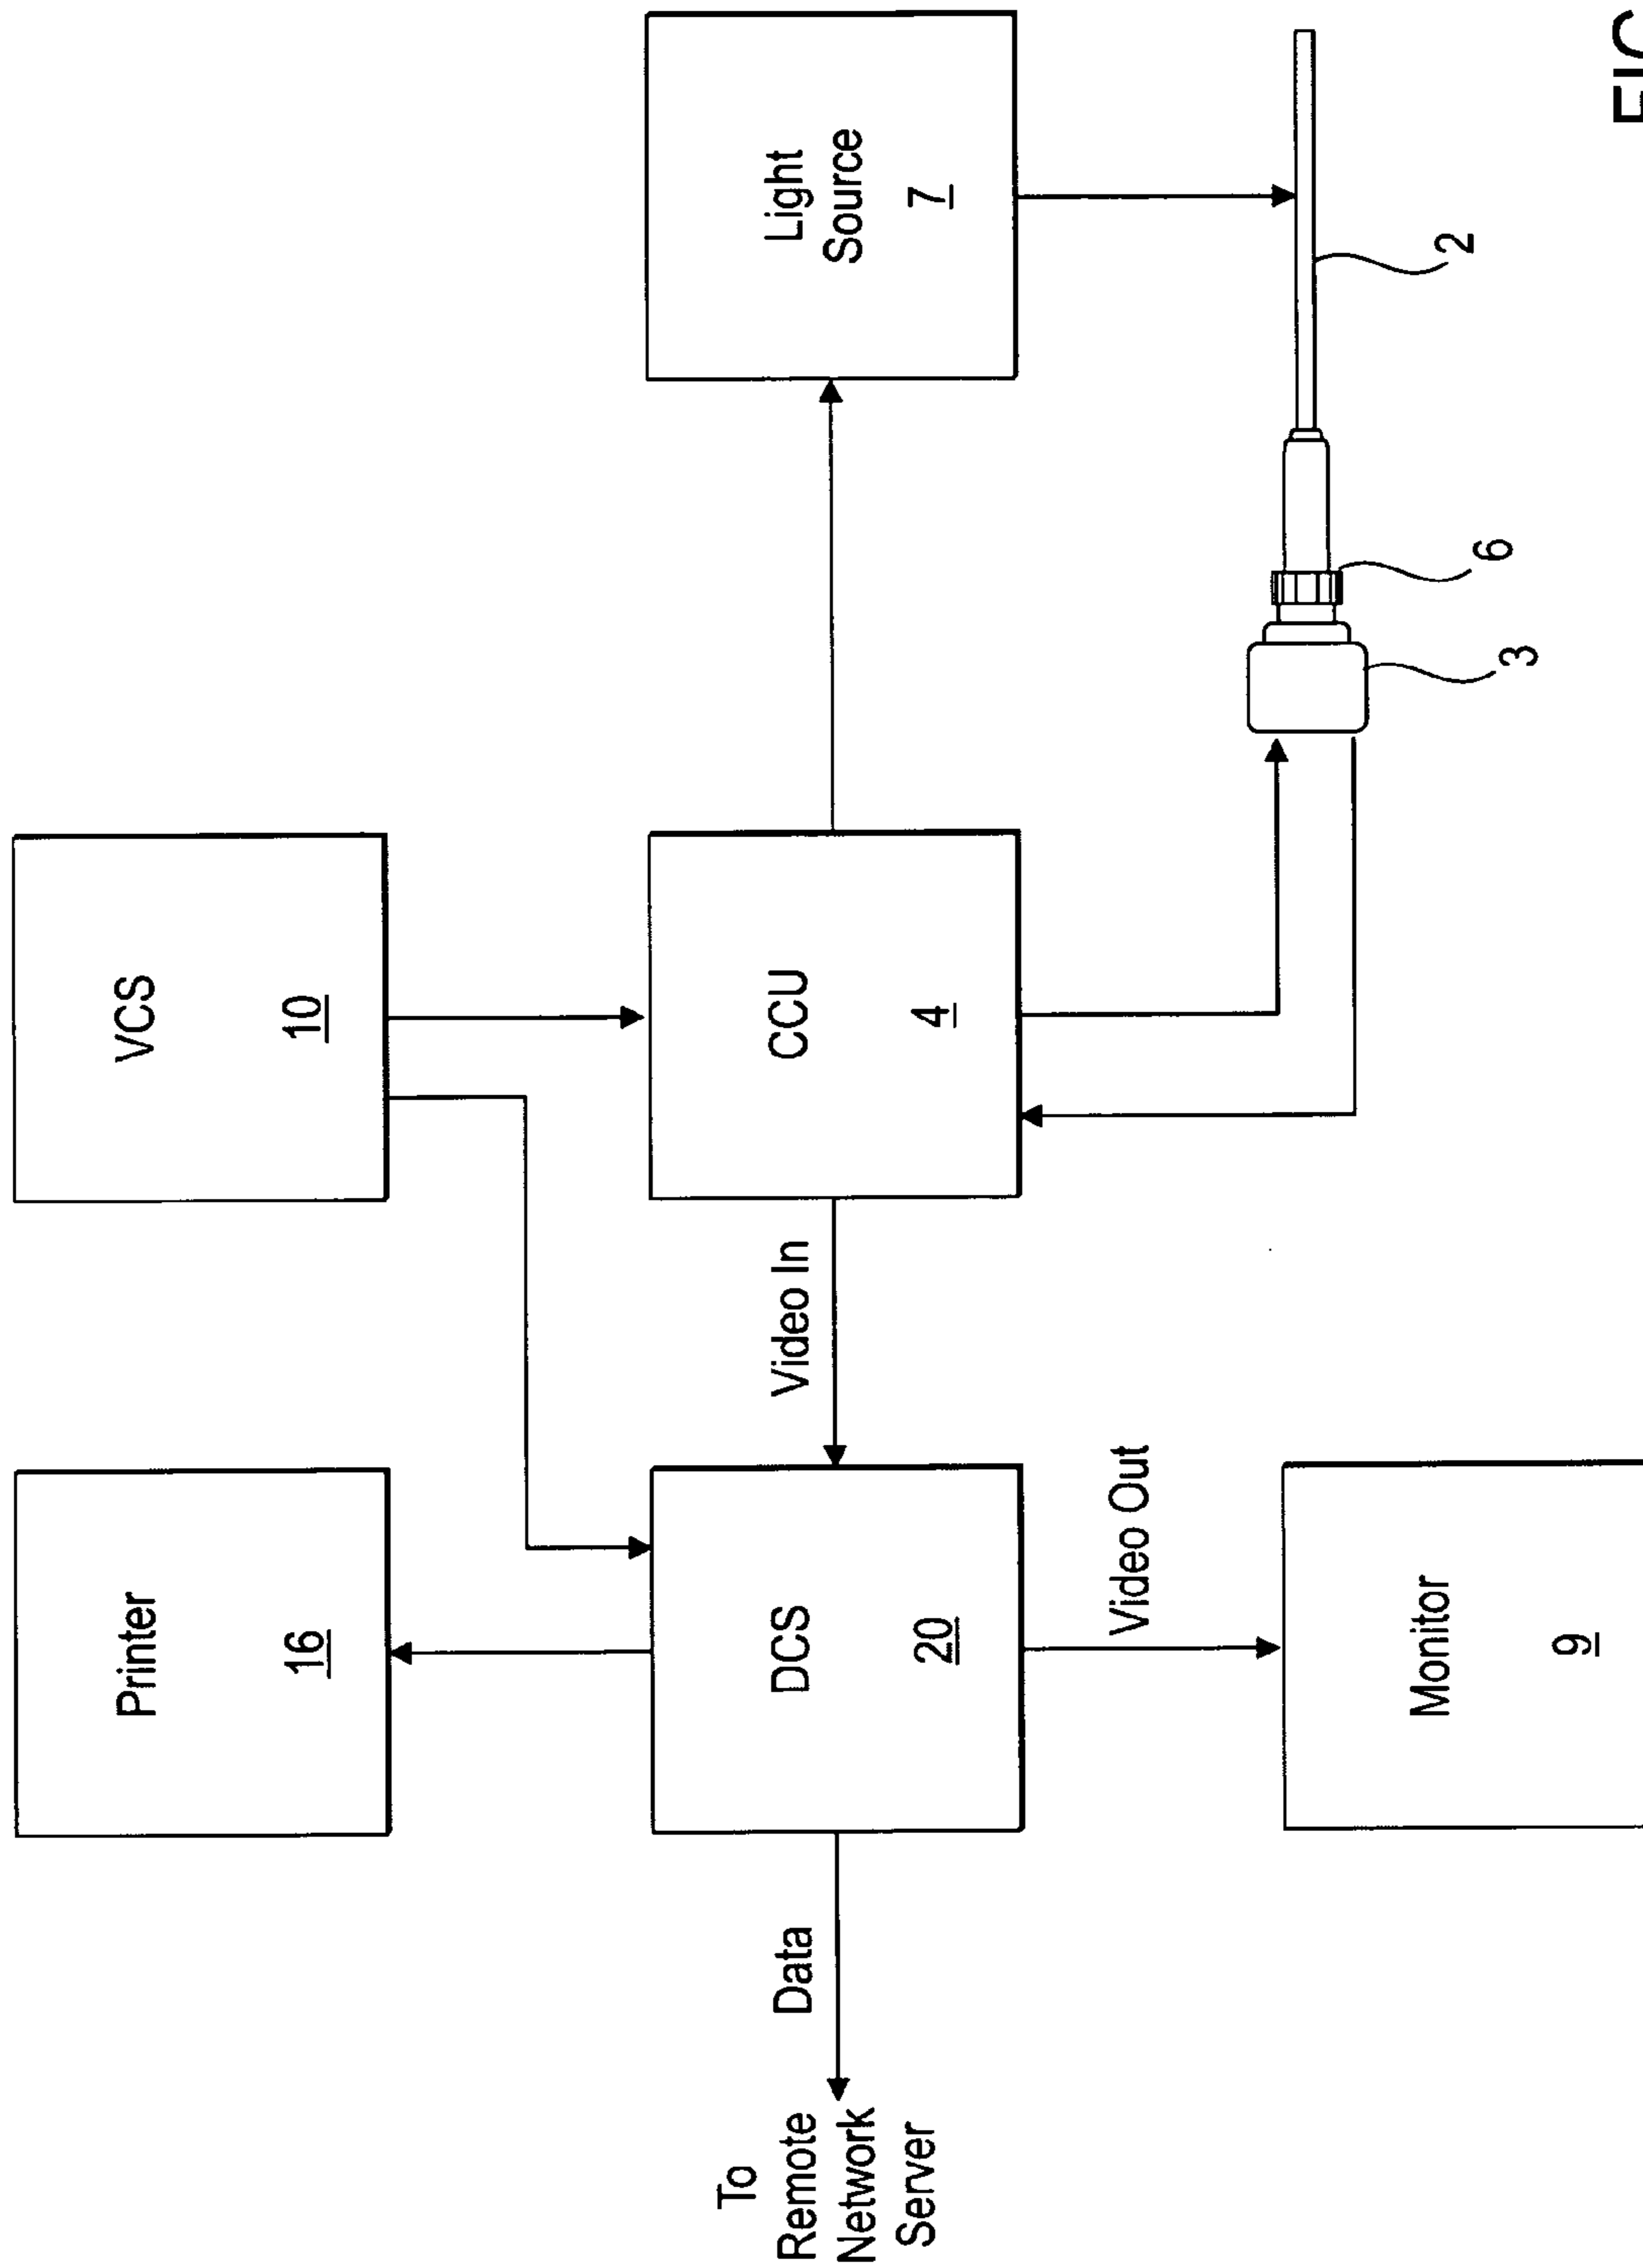 Printer
16
VCS
10
To
Remote
Network
Server
Data
DCS
20
Video In
CCU
4
Light
Source
7
Video Out
Monitor
9
3
6
2
FIG